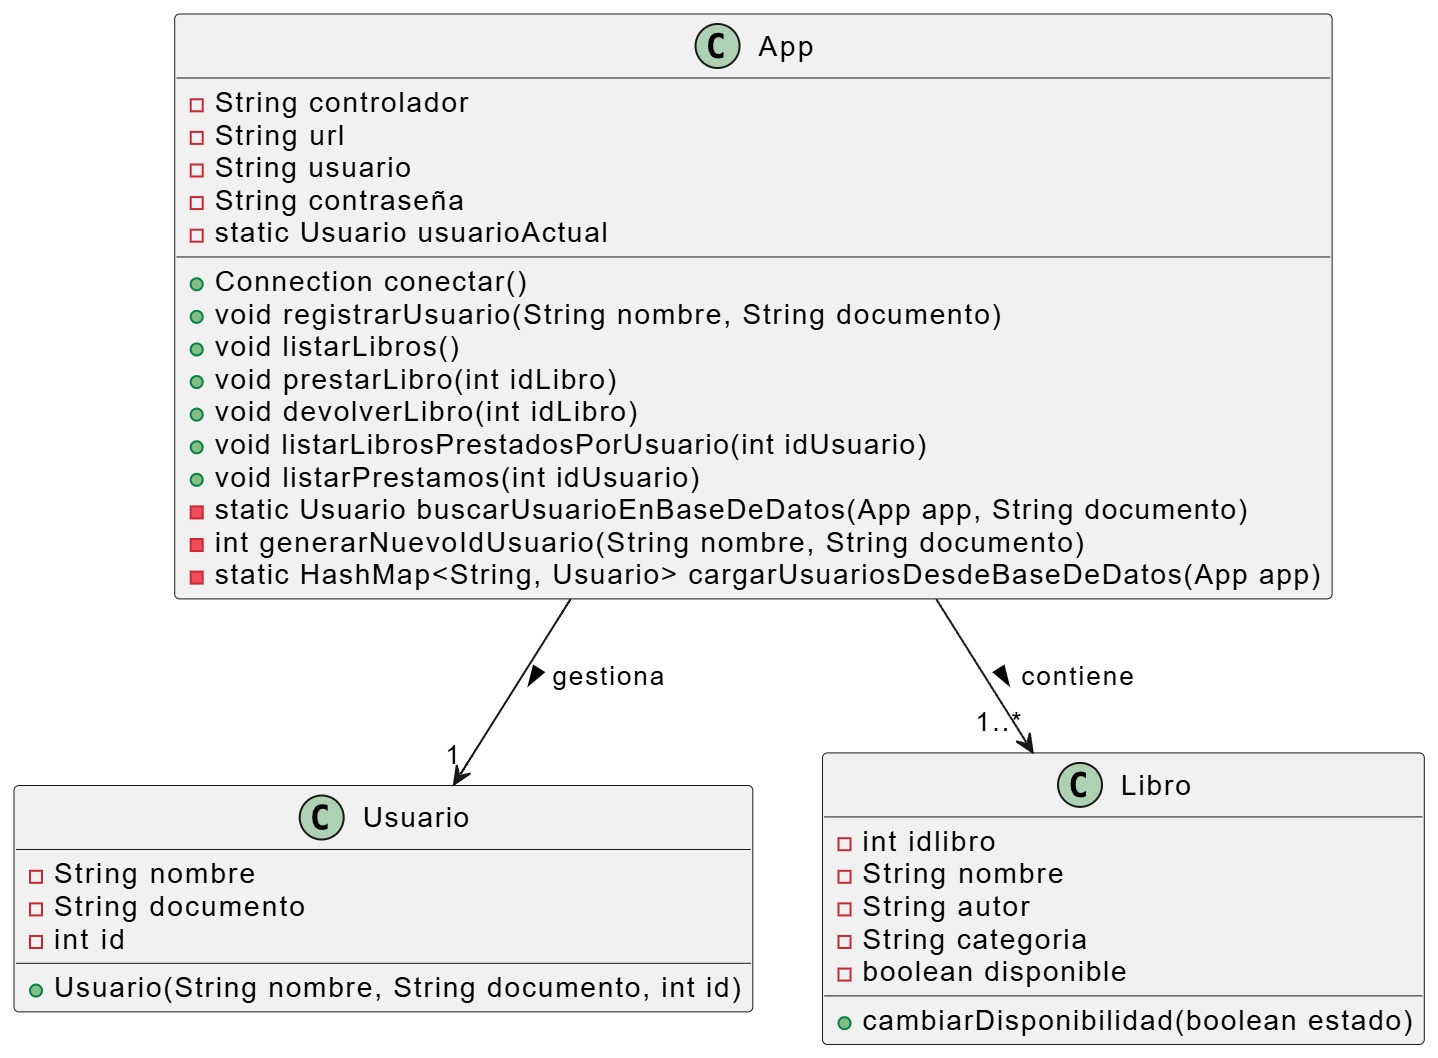 C App
String controlador
String url
String usuario
String contraseña
static Usuario usuarioActual
Connection conectar()
void registrarUsuario(String nombre, String documento)
void listarLibros()
void prestarLibro(int idLibro)
void devolverLibro(int idLibro)
void listarLibrosPrestadosPorUsuario(int idUsuario)
void listarPrestamos(int idUsuario)
static Usuario buscarUsuarioEnBaseDeDatos(App app, String documento)
int generarNuevoIdUsuario(String nombre, String documento)
static HashMap<String, Usuario> cargarUsuariosDesdeBaseDeDatos(App app)
gestiona
contiene
1
1..*
C Usuario
String nombre
String documento
int id
Usuario(String nombre, String documento, int id)
C Libro
int idlibro
String nombre
String autor
String categoria
boolean disponible
cambiarDisponibilidad(boolean estado)